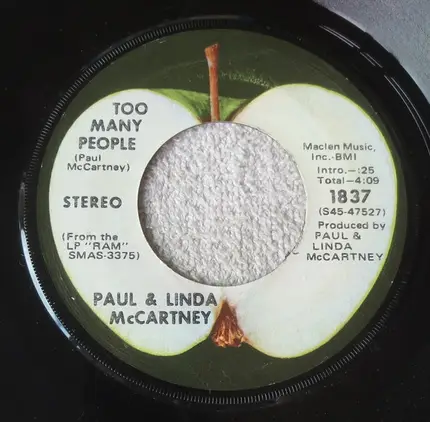 TOO
MANY
PEOPLE
(Paul
McCartney)
STEREO
(From the
LP "RAM"
SMAS-3375)
PAUL & LINDA
McCARTNEY
Maclen Music,
Inc.-BMI
Intro.-:25
Total-4:09
1837
(S45-47527)
Produced by
PAUL &
LINDA
McCARTNEY